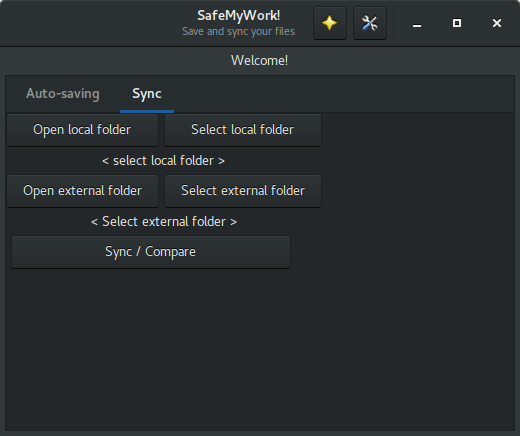 SafeMyWork!
Save and sync your files
Welcome!
Auto-saving Sync
Open local folder Select local folder
< select local folder >
Open external folder Select external folder
< Select external folder >
Sync / Compare